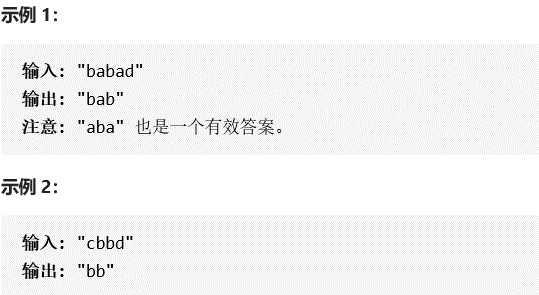 示例 1:
输入: "babad"
输出: "bab"
注意: "aba" 也是一个有效答案。
示例 2:
输入: "cbbd"
输出: "bb"